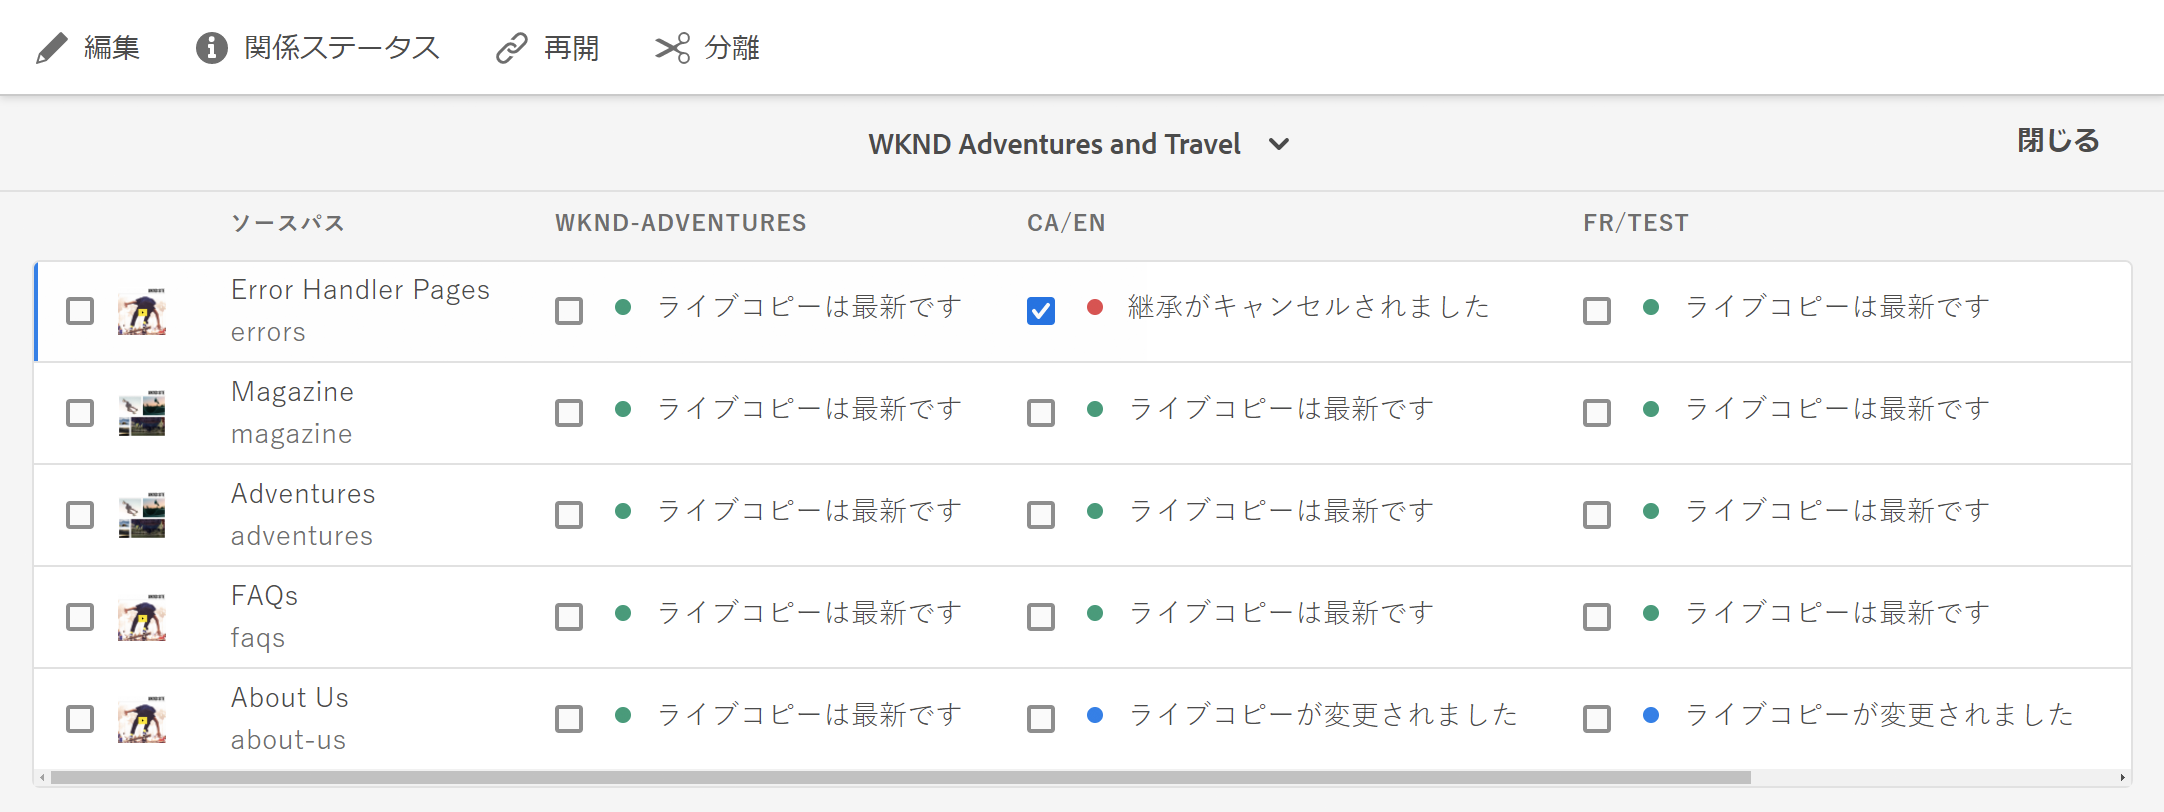 編集 関係ステータス 再開 分離
WKND Adventures and Travel 閉じる
ソースパス WKND-ADVENTURES CA/EN FR/TEST
Error Handler Pages
errors
ライブコピーは最新です 継承がキャンセルされました ライブコピーは最新です
Magazine
magazine
ライブコピーは最新です ライブコピーは最新です ライブコピーは最新です
Adventures
adventures
ライブコピーは最新です ライブコピーは最新です ライブコピーは最新です
FAQs
faqs
ライブコピーは最新です ライブコピーは最新です ライブコピーは最新です
About Us
about-us
ライブコピーは最新です ライブコピーが変更されました ライブコピーが変更されました